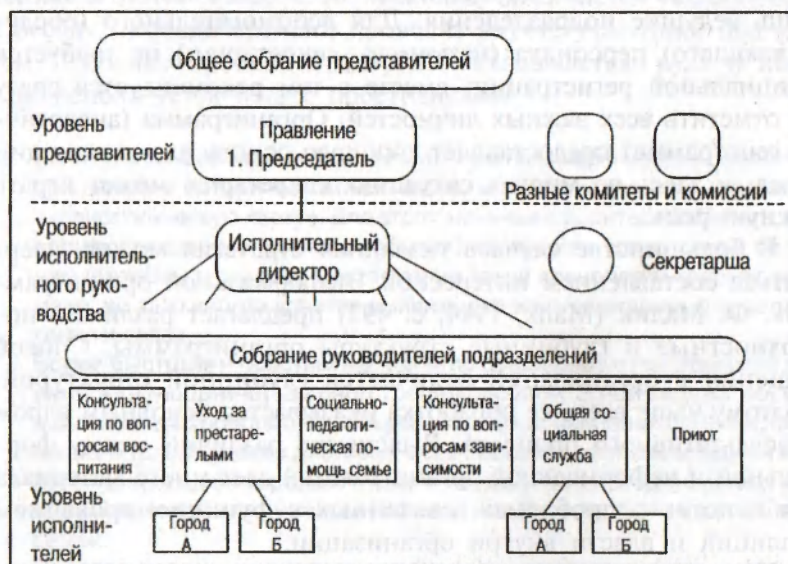 Общее собрание представителей
Уровень
представителей
Правление
1. Председатель
Разные комитеты и комиссии
Уровень
исполнитель-
ного руко-
водства
Исполнительный
директор
Секретарша
Собрание руководителей подразделений
Консульта-
ция по воп-
росам вос-
питания
Уход за
преста-
релыми
Социально-
педагоги-
ческая по-
мощь семье
Консульта-
ция по воп-
росам зави-
симости
Общая со-
циальная
служба
Приют
Уровень
исполни-
телей
Город
А
Город
Б
Город
А
Город
Б